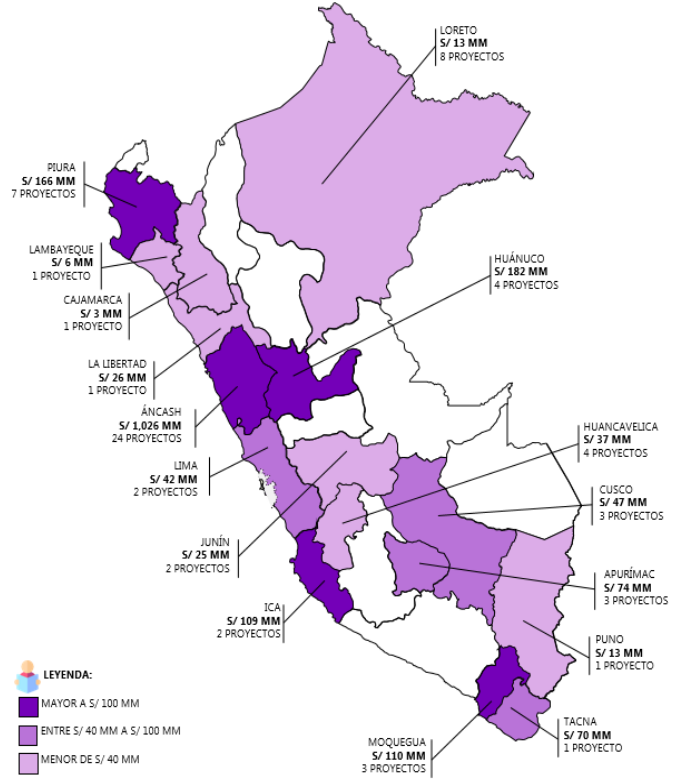 LORETO
S/ 13 MM
8 PROYECTOS
PIURA
S/ 166 MM
7 PROYECTOS
LAMBAYEQUE
S/ 6 MM
1 PROYECTO
HUÁNUCO
S/ 182 MM
4 PROYECTOS
CAJAMARCA
S/ 3 MM
1 PROYECTO
LA LIBERTAD
S/ 26 MM
1 PROYECTO
ÁNCASH
S/ 1,026 MM
24 PROYECTOS
HUANCAVELICA
S/ 37 MM
4 PROYECTOS
LIMA
S/ 42 MM
2 PROYECTOS
CUSCO
S/ 47 MM
3 PROYECTOS
JUNÍN
S/ 25 MM
2 PROYECTOS
APURÍMAC
S/ 74 MM
3 PROYECTOS
ICA
S/ 109 MM
2 PROYECTOS
PUNO
S/ 13 MM
1 PROYECTO
TACNA
S/ 70 MM
1 PROYECTO
MOQUEGUA
S/ 110 MM
3 PROYECTOS
LEYENDA:
MAYOR A S/ 100 MM
ENTRE S/ 40 MM A S/ 100 MM
MENOR DE S/ 40 MM